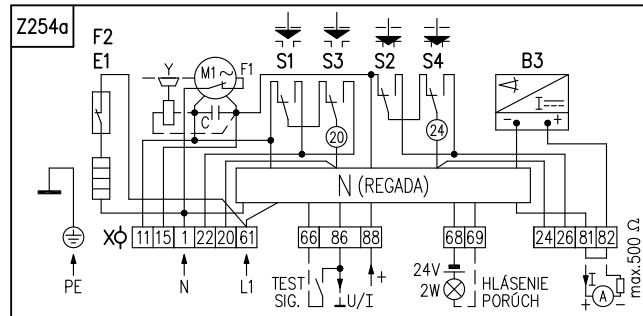 Z254a
F2
E1
Y
M1~
F1
S1
S3
S2
S4
B3
I
C
20
24
- +
N (REGADA)
X
11 15 1 22 20 61 66 86 88 68 69 24 26 81 82
PE
N
L1
TEST
SIG.
U/I
+
24V
2W
HLÁSENIE
PORÚCH
I
+
A
-
max.500 Ω